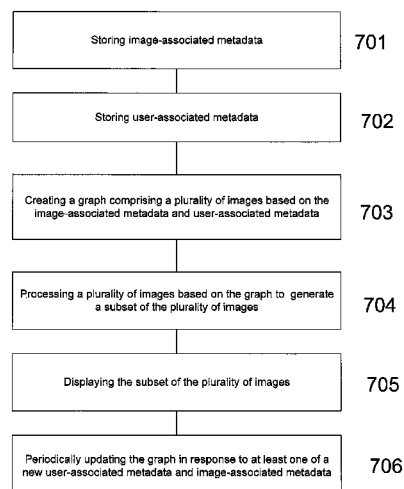 Storing image-associated metadata
701
Storing user-associated metadata
702
Creating a graph comprising a plurality of images based on the
image-associated metadata and user-associated metadata
703
Processing a plurality of images based on the graph to generate
a subset of the plurality of images
704
Displaying the subset of the plurality of images
705
Periodically updating the graph in response to at least one of a
new user-associated metadata and image-associated metadata
706